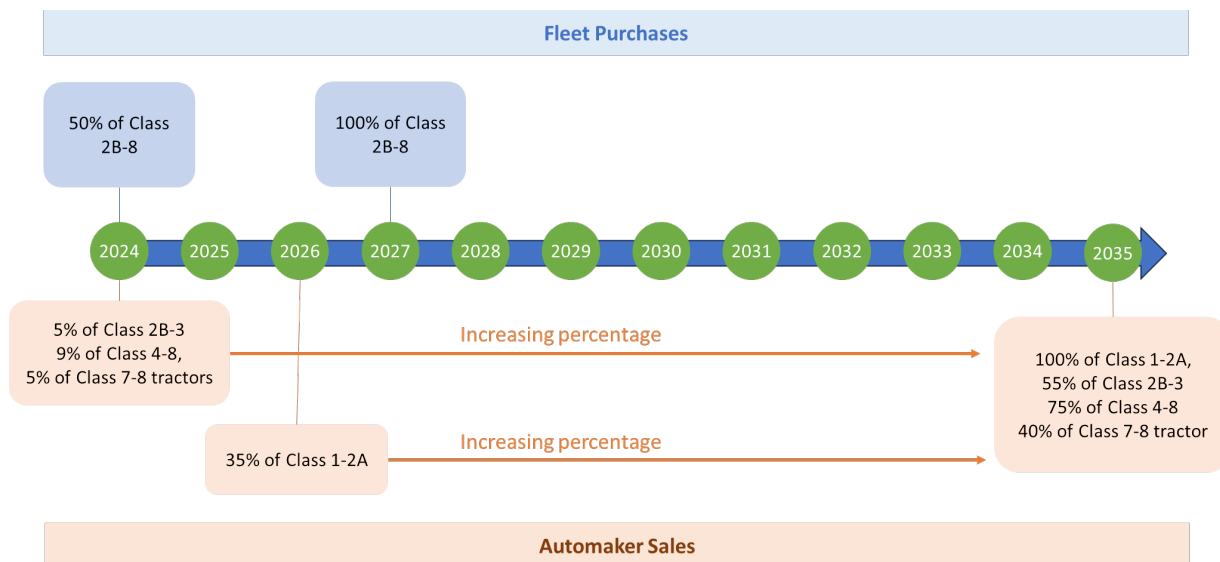 Fleet Purchases
50% of Class
2B-8
100% of Class
2B-8
2024 2025 2026 2027 2028 2029 2030 2031 2032 2033 2034 2035
5% of Class 2B-3
9% of Class 4-8,
5% of Class 7-8 tractors
Increasing percentage
100% of Class 1-2A,
55% of Class 2B-3
75% of Class 4-8
40% of Class 7-8 tractor
35% of Class 1-2A
Increasing percentage
Automaker Sales